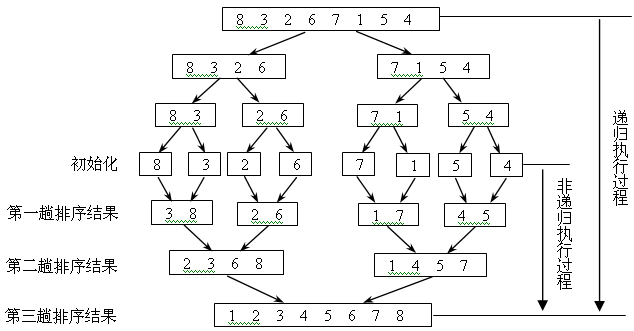 8 3 2 6 7 1 5 4
8 3 2 6
7 1 5 4
8 3
2 6
7 1
5 4
初始化
8
3
2
6
7
1
5
4
第一趟排序结果
3 8
2 6
1 7
4 5
第二趟排序结果
2 3 6 8
1 4 5 7
第三趟排序结果
1 2 3 4 5 6 7 8
非递归执行过程
递归执行过程